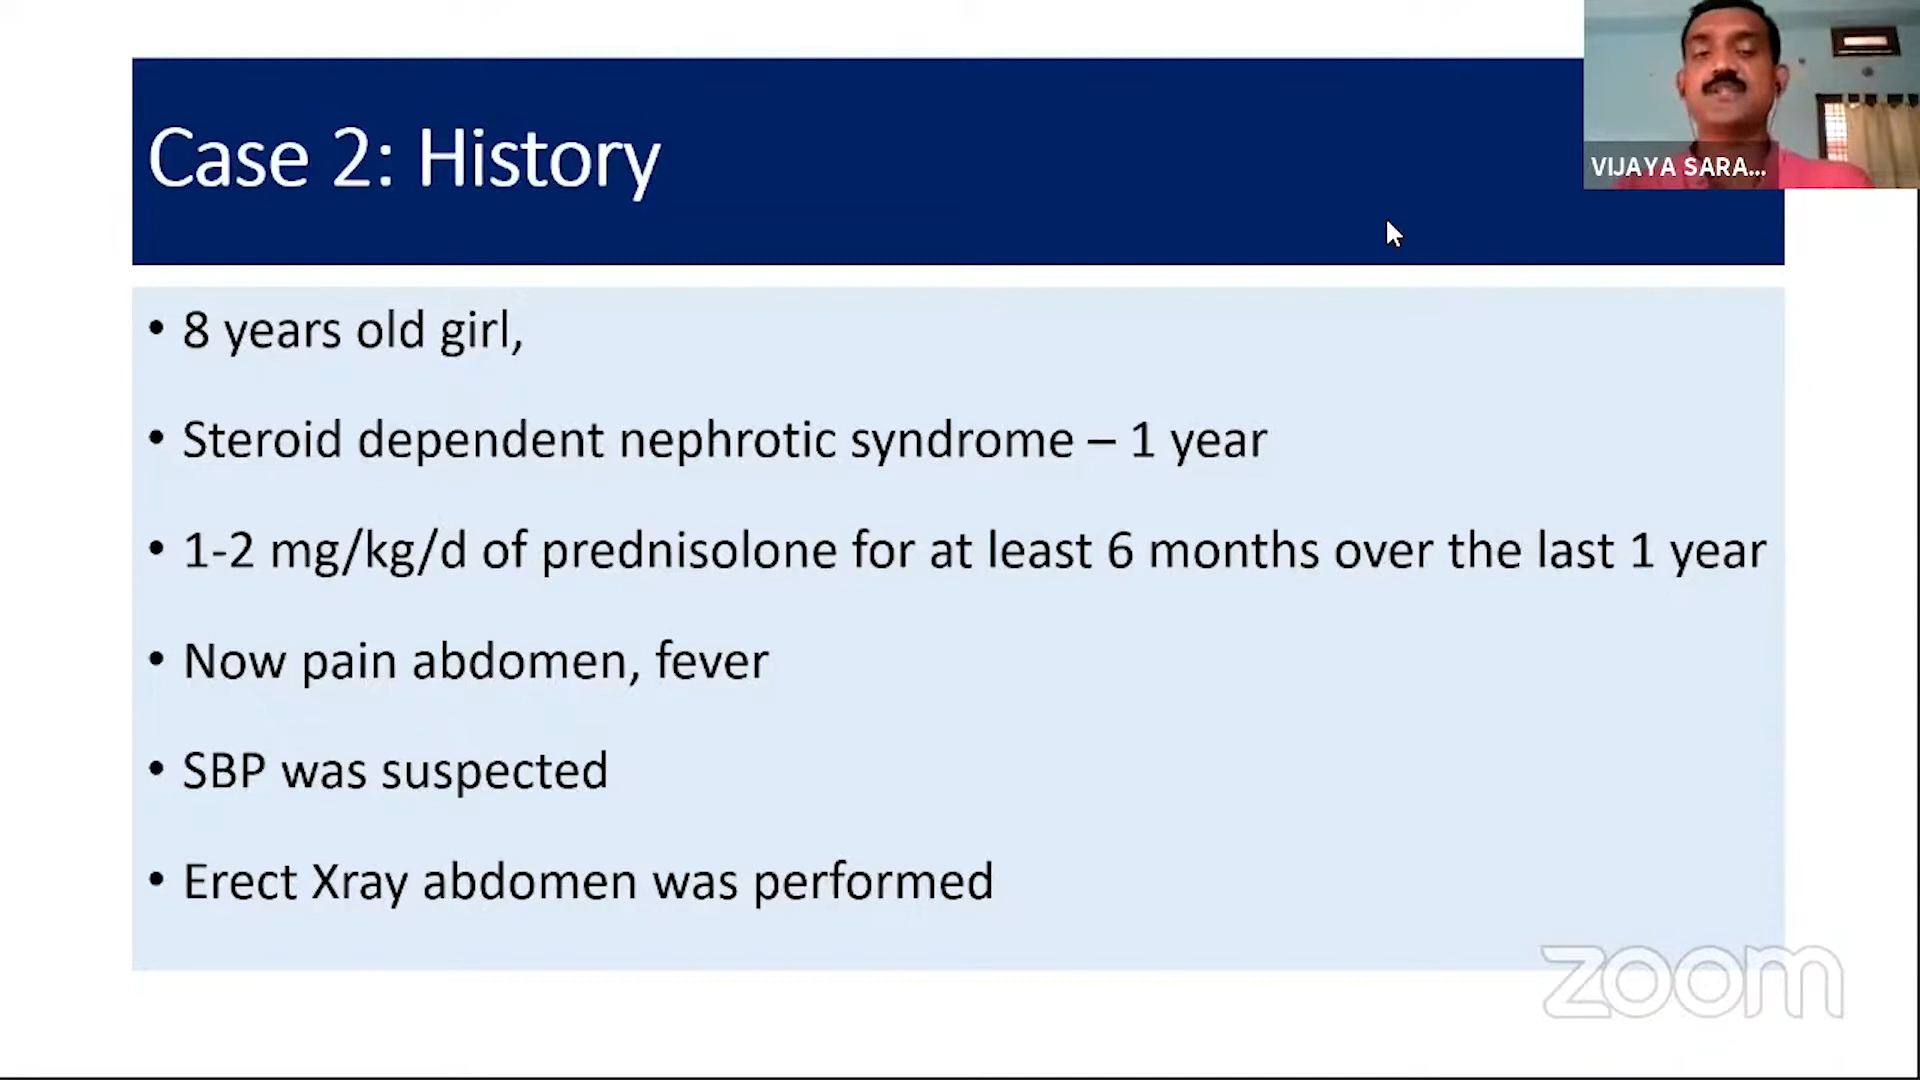 Case 2: History
VIJAYA SARA...
• 8 years old girl,
• Steroid dependent nephrotic syndrome – 1 year
• 1-2 mg/kg/d of prednisolone for at least 6 months over the last 1 year
• Now pain abdomen, fever
• SBP was suspected
• Erect Xray abdomen was performed
zoom